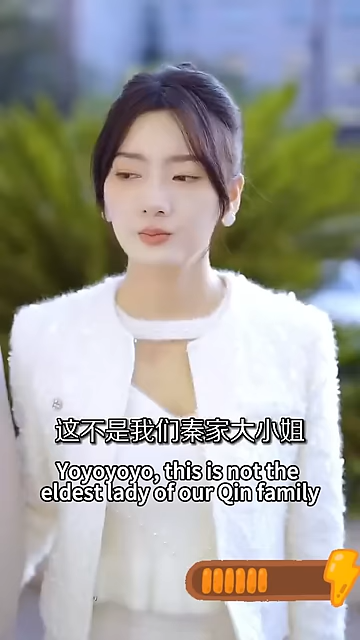 这不是我们秦家大小姐
Yoyoyoyo, this is not the
eldest lady of our Qin family